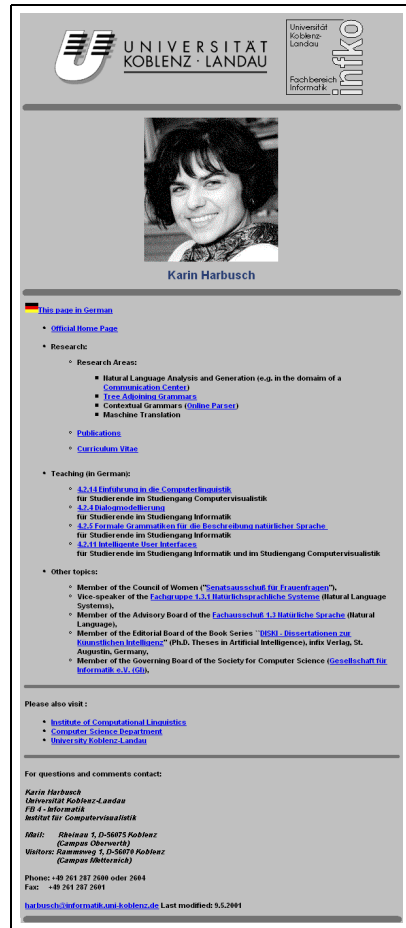 UNIVERSITÄT
KOBLENZ · LANDAU
Universität
Koblenz-
Landau
Fachbereich
Informatik
infko
Karin Harbusch
This page in German
• Official Home Page
• Research:
◦ Research Areas:
■ Natural Language Analysis and Generation (e.g. in the domaim of a
Communication Center)
■ Tree Adjoining Grammars
■ Contextual Grammars (Online Parser)
■ Maschine Translation
◦ Publications
◦ Curriculum Vitae
• Teaching (in German):
◦ 4.2.14 Einführung in die Computerlinguistik
für Studierende im Studiengang Computervisualistik
◦ 4.2.4 Dialogmodellierung
für Studierende im Studiengang Informatik
◦ 4.2.5 Formale Grammatiken für die Beschreibung natürlicher Sprache
für Studierende im Studiengang Informatik
◦ 4.2.11 Intelligente User Interfaces
für Studierende im Studiengang Informatik und im Studiengang Computervisualistik
• Other topics:
◦ Member of the Council of Women ("Senatsausschuß für Frauenfragen"),
◦ Vice-speaker of the Fachgruppe 1.3.1 Natürlichsprachliche Systeme (Natural Language
Systems),
◦ Member of the Advisory Board of the Fachausschuß 1.3 Natürliche Sprache (Natural
Language),
◦ Member of the Editorial Board of the Book Series ``DISKI - Dissertationen zur
Küunstlichen Intelligenz" (Ph.D. Theses in Artificial Intelligence), infix Verlag, St.
Augustin, Germany,
◦ Member of the Governing Board of the Society for Computer Science (Gesellschaft für
Informatik e.V. (GI)),
Please also visit :
• Institute of Computational Linguistics
• Computer Science Department
• University Koblenz-Landau
For questions and comments contact:
Karin Harbusch
Universität Koblenz-Landau
FB 4 - Informatik
Institut für Computervisualistik
Mail: Rheinau 1, D-56075 Koblenz
(Campus Oberwerth)
Visitors: Rammsweg 1, D-56070 Koblenz
(Campus Metternich)
Phone: +49 261 287 2600 oder 2604
Fax: +49 261 287 2601
harbusch@informatik.uni-koblenz.de Last modified: 9.5.2001